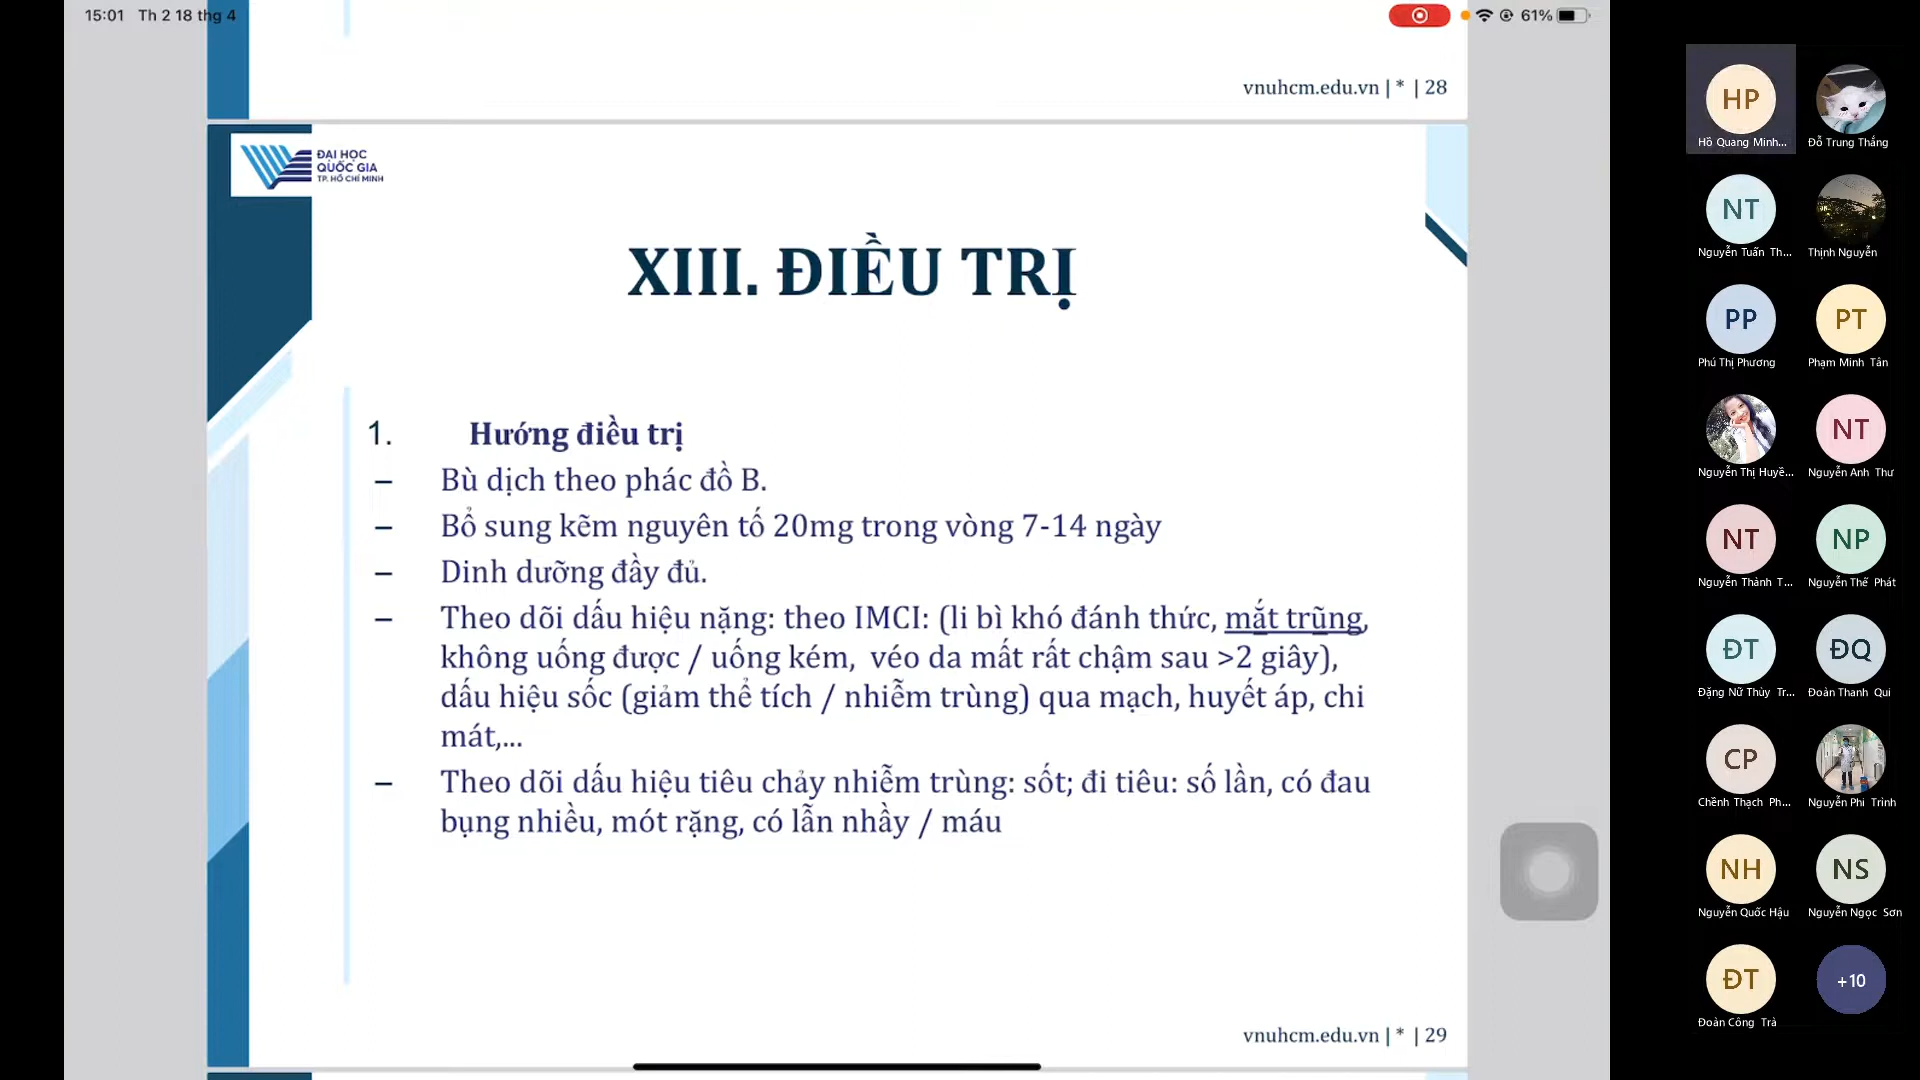 15:01 Th 2 18 thg 4
61%
vnuhcm.edu.vn | * | 28
ĐẠI HỌC
QUỐC GIA
TP. HỒ CHÍ MINH
XIII. ĐIỀU TRỊ
1. Hướng điều trị
– Bù dịch theo phác đồ B.
– Bổ sung kẽm nguyên tố 20mg trong vòng 7-14 ngày
– Dinh dưỡng đầy đủ.
– Theo dõi dấu hiệu nặng: theo IMCI: (li bì khó đánh thức, mắt trũng,
không uống được / uống kém, véo da mất rất chậm sau >2 giây),
dấu hiệu sốc (giảm thể tích / nhiễm trùng) qua mạch, huyết áp, chi
mát,...
– Theo dõi dấu hiệu tiêu chảy nhiễm trùng: sốt; đi tiêu: số lần, có đau
bụng nhiều, mót rặng, có lẫn nhầy / máu
vnuhcm.edu.vn | * | 29
HP
Hồ Quang Minh... Đỗ Trung Thắng
NT
Nguyễn Tuấn Th... Thịnh Nguyễn
PP PT
Phú Thị Phương Phạm Minh Tân
NT
Nguyễn Thị Huyề... Nguyễn Anh Thư
NT NP
Nguyễn Thành T... Nguyễn Thế Phát
ĐT ĐQ
Đặng Nữ Thùy Tr... Đoàn Thanh Qui
CP
Chềnh Thạch Ph... Nguyễn Phi Trinh
NH NS
Nguyễn Quốc Hậu Nguyễn Ngọc Sơn
ĐT +10
Đoàn Công Trà